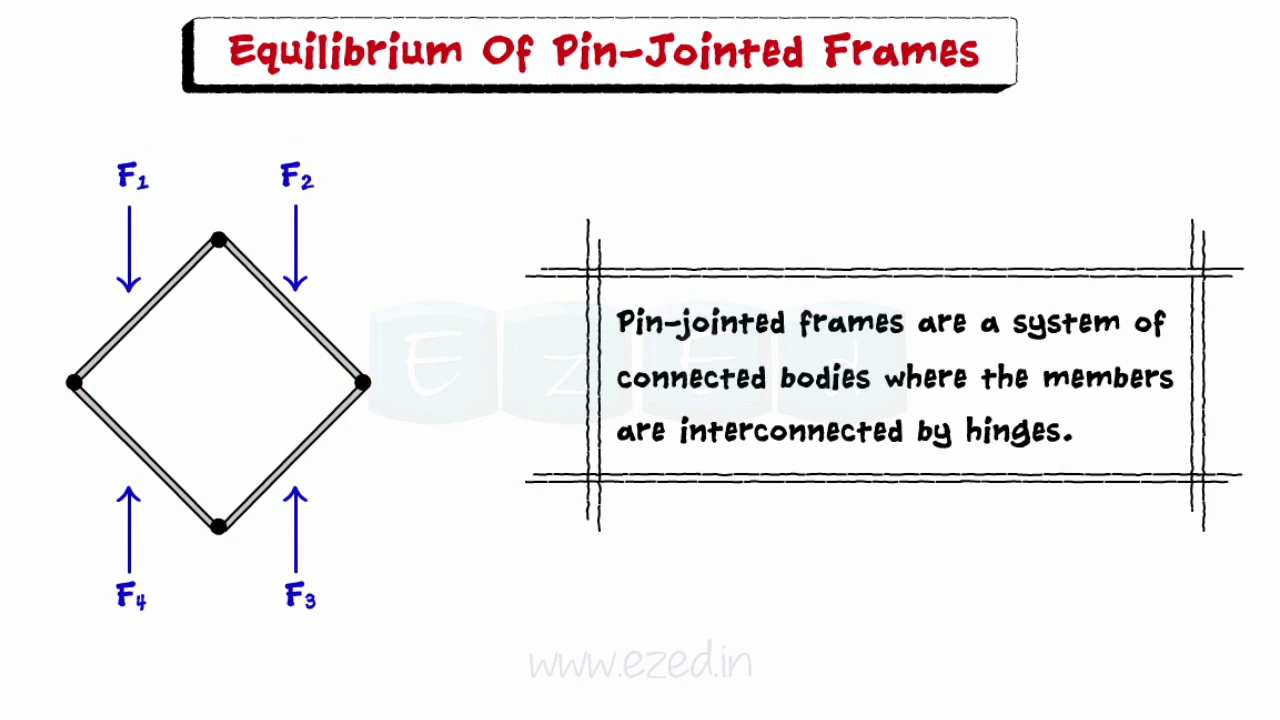 Equilibrium Of Pin-Jointed Frames
F₁ F₂
Pin-jointed frames are a system of
connected bodies where the members
are interconnected by hinges.
F₄ F₃
E z E d
www.ezed.in